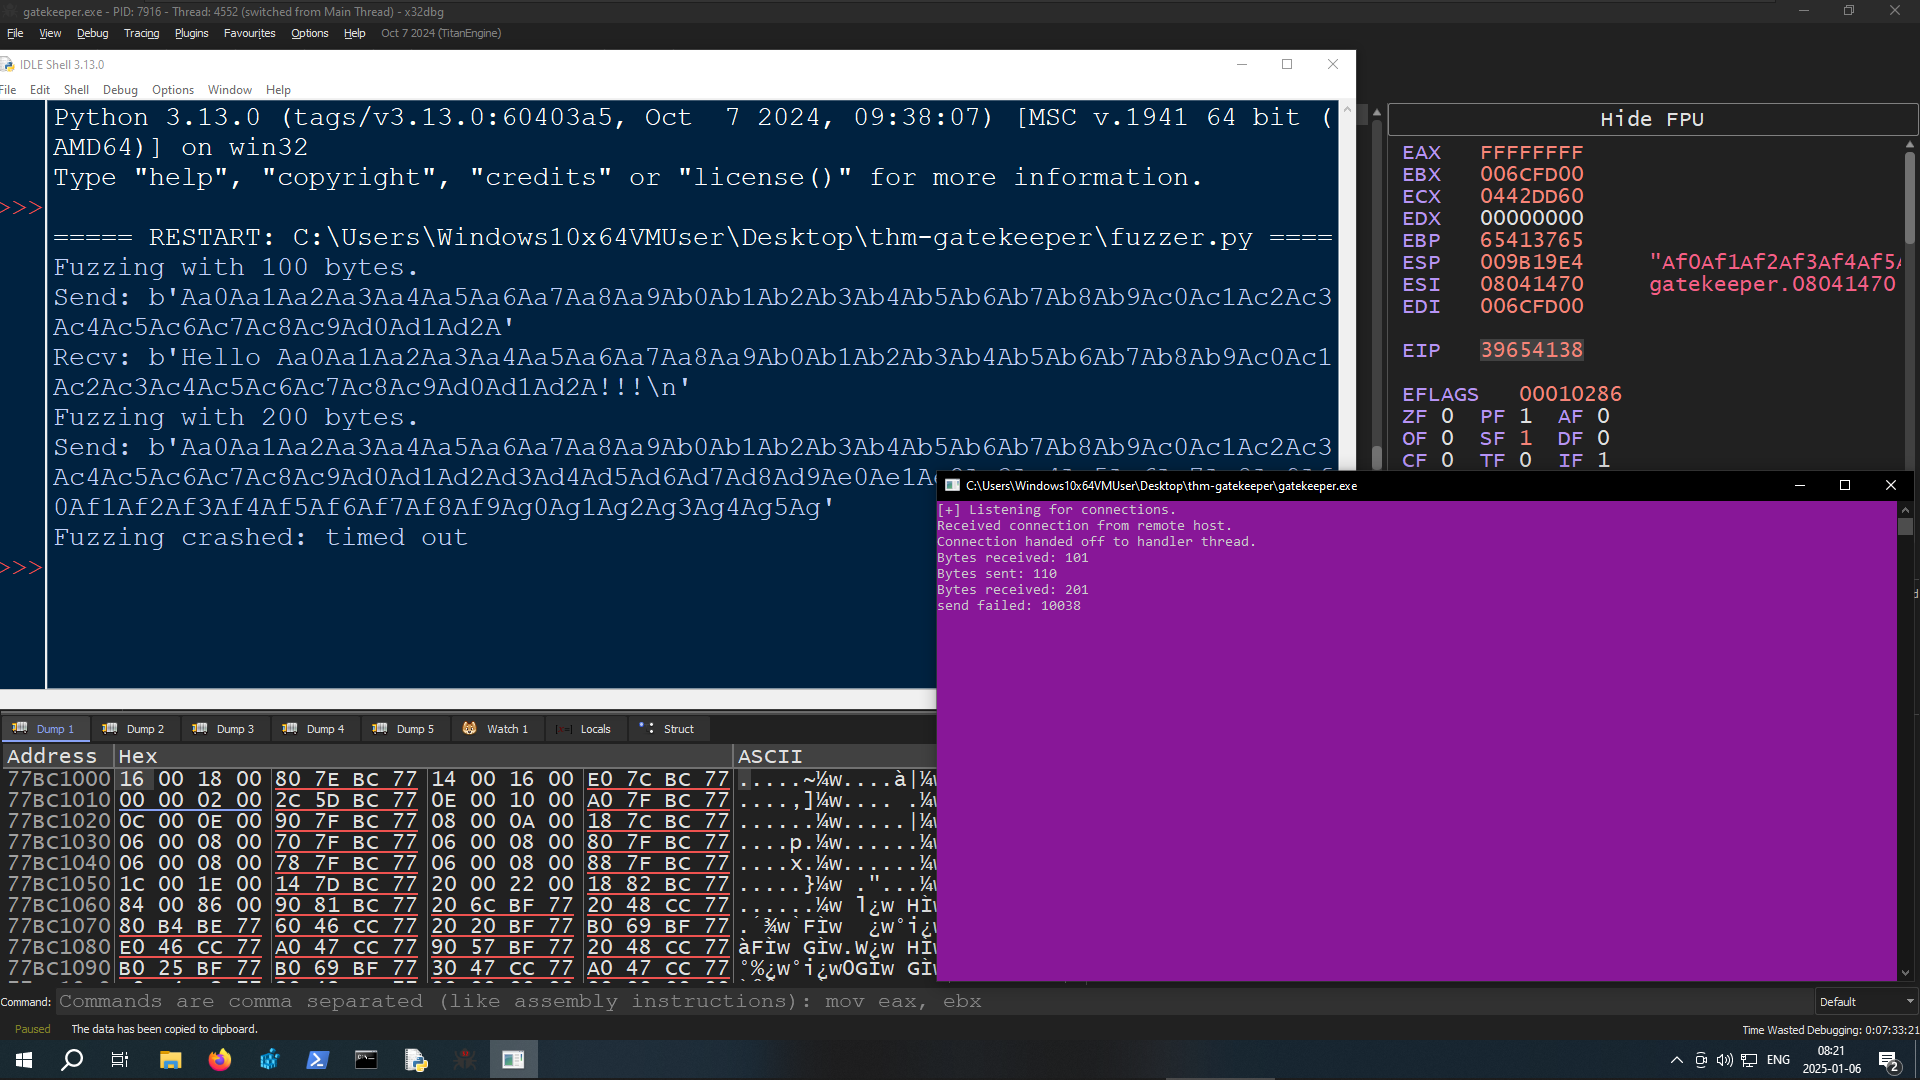 gatekeeper.exe - PID: 7916 - Thread: 4552 (switched from Main Thread) - x32dbg
File View Debug Tracing Plugins Favourites Options Help Oct 7 2024 (TitanEngine)
IDLE Shell 3.13.0
File Edit Shell Debug Options Window Help
Python 3.13.0 (tags/v3.13.0:60403a5, Oct  7 2024, 09:38:07) [MSC v.1941 64 bit (
AMD64)] on win32
Type "help", "copyright", "credits" or "license()" for more information.
>>>
===== RESTART: C:\Users\Windows10x64VMUser\Desktop\thm-gatekeeper\fuzzer.py ====
Fuzzing with 100 bytes.
Send: b'Aa0Aa1Aa2Aa3Aa4Aa5Aa6Aa7Aa8Aa9Ab0Ab1Ab2Ab3Ab4Ab5Ab6Ab7Ab8Ab9Ac0Ac1Ac2Ac3
Ac4Ac5Ac6Ac7Ac8Ac9Ad0Ad1Ad2A'
Recv: b'Hello Aa0Aa1Aa2Aa3Aa4Aa5Aa6Aa7Aa8Aa9Ab0Ab1Ab2Ab3Ab4Ab5Ab6Ab7Ab8Ab9Ac0Ac1
Ac2Ac3Ac4Ac5Ac6Ac7Ac8Ac9Ad0Ad1Ad2A!!!\n'
Fuzzing with 200 bytes.
Send: b'Aa0Aa1Aa2Aa3Aa4Aa5Aa6Aa7Aa8Aa9Ab0Ab1Ab2Ab3Ab4Ab5Ab6Ab7Ab8Ab9Ac0Ac1Ac2Ac3
Ac4Ac5Ac6Ac7Ac8Ac9Ad0Ad1Ad2Ad3Ad4Ad5Ad6Ad7Ad8Ad9Ae0Ae1A
0Af1Af2Af3Af4Af5Af6Af7Af8Af9Ag0Ag1Ag2Ag3Ag4Ag5Ag'
Fuzzing crashed: timed out
>>>
Hide FPU
EAX FFFFFFFF
EBX 006CFD00
ECX 0442DD60
EDX 00000000
EBP 65413765
ESP 009B19E4 "Af0Af1Af2Af3Af4Af5A
ESI 08041470 gatekeeper.08041470
EDI 006CFD00
EIP 39654138
EFLAGS 00010286
ZF 0 PF 1 AF 0
OF 0 SF 1 DF 0
CF 0 TF 0 IF 1
C:\Users\Windows10x64VMUser\Desktop\thm-gatekeeper\gatekeeper.exe
[+] Listening for connections.
Received connection from remote host.
Connection handed off to handler thread.
Bytes received: 101
Bytes sent: 110
Bytes received: 201
send failed: 10038
Dump 1 Dump 2 Dump 3 Dump 4 Dump 5 Watch 1 Locals Struct
Address Hex ASCII
77BC1000 16 00 18 00 80 7E BC 77 14 00 16 00 E0 7C BC 77 .....~¼w....à|¼w
77BC1010 00 00 02 00 2C 5D BC 77 0E 00 10 00 A0 7F BC 77 ....,]¼w.... .¼w
77BC1020 0C 00 0E 00 90 7F BC 77 08 00 0A 00 18 7C BC 77 ......¼w.....|¼w
77BC1030 06 00 08 00 70 7F BC 77 06 00 08 00 80 7F BC 77 ....p.¼w......¼w
77BC1040 06 00 08 00 78 7F BC 77 06 00 08 00 88 7F BC 77 ....x.¼w......¼w
77BC1050 1C 00 1E 00 14 7D BC 77 20 00 22 00 18 82 BC 77 .....}¼w ."...¼w
77BC1060 84 00 86 00 90 81 BC 77 20 6C BF 77 20 48 CC 77 ......¼w l¿w HÌw
77BC1070 80 B4 BE 77 60 46 CC 77 20 20 BF 77 B0 69 BF 77 .´¾w`FÌw  ¿w°i¿w
77BC1080 E0 46 CC 77 A0 47 CC 77 90 57 BF 77 20 48 CC 77 àFÌw GÌw.W¿w HÌw
77BC1090 B0 25 BF 77 B0 69 BF 77 30 47 CC 77 A0 47 CC 77 °%¿w°i¿w0GÌw GÌw
Command: Commands are comma separated (like assembly instructions): mov eax, ebx Default
Paused The data has been copied to clipboard. Time Wasted Debugging: 0:07:33:21
ENG 08:21
2025-01-06
2